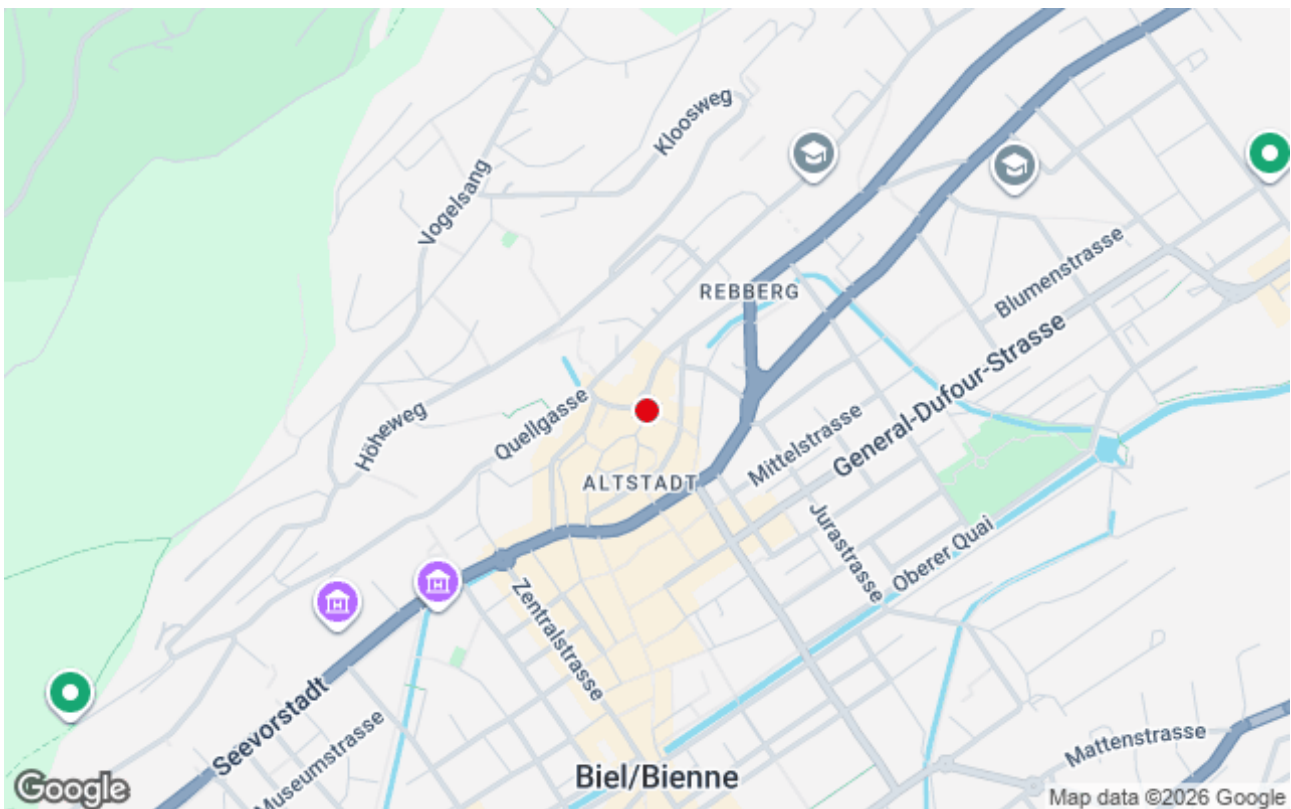 Kloosweg
Vogelsang
REBBERG
Blumenstrasse
General-Dufour-Strasse
Höheweg
Quellgasse
Mittelstrasse
ALTSTADT
Jurastrasse
Oberer Quai
Zentralstrasse
Seevorstadt
Museumstrasse
Mattenstrasse
Biel/Bienne
H
H
Google
Map data ©2026 Google